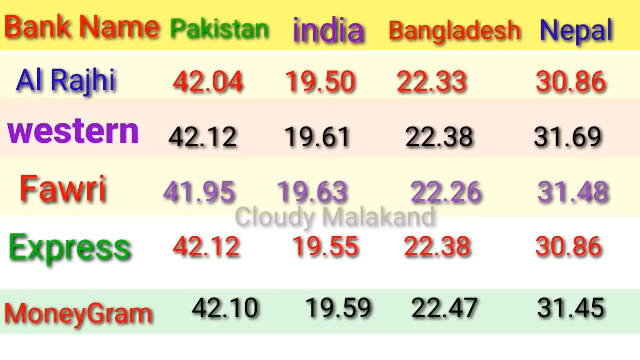 Bank Name Pakistan india Bangladesh Nepal
Al Rajhi 42.04 19.50 22.33 30.86
western 42.12 19.61 22.38 31.69
Fawri 41.95 19.63 22.26 31.48
Cloudy Malakand
Express 42.12 19.55 22.38 30.86
MoneyGram 42.10 19.59 22.47 31.45